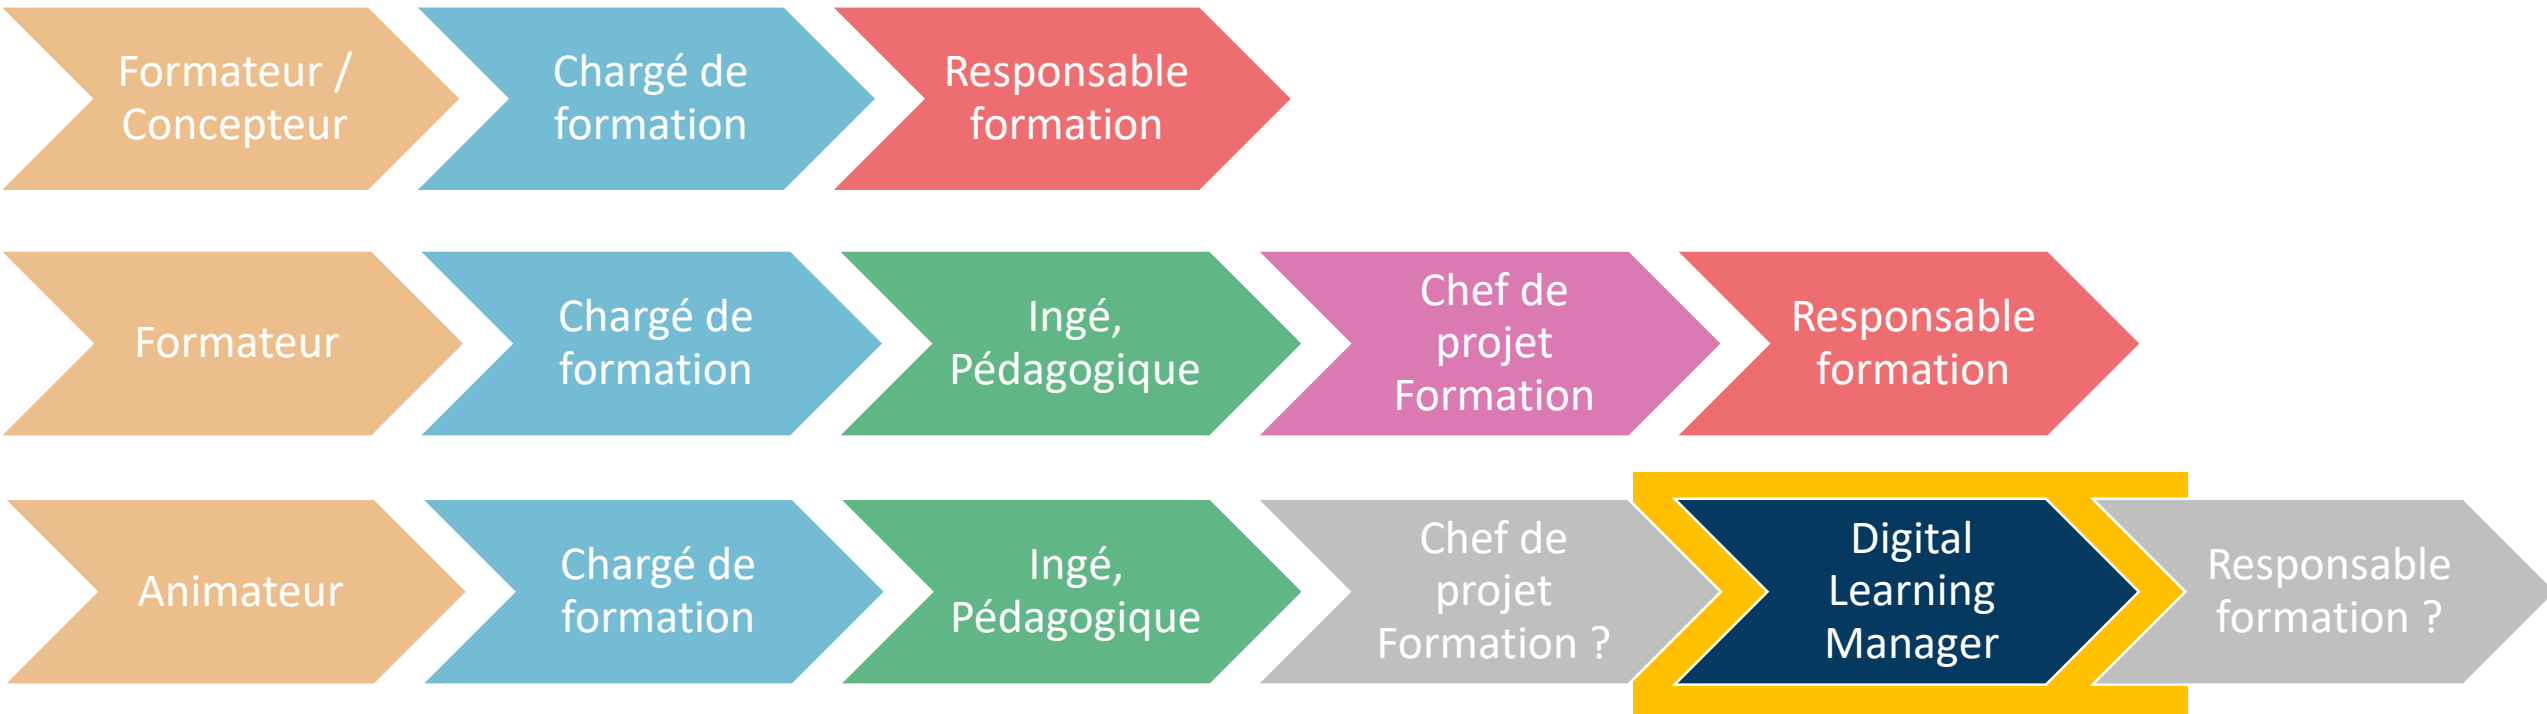 Formateur /
Concepteur
Chargé de
formation
Responsable
formation
Formateur
Chargé de
formation
Ingé,
Pédagogique
Chef de
projet
Formation
Responsable
formation
Animateur
Chargé de
formation
Ingé,
Pédagogique
Chef de
projet
Formation ?
Digital
Learning
Manager
Responsable
formation ?